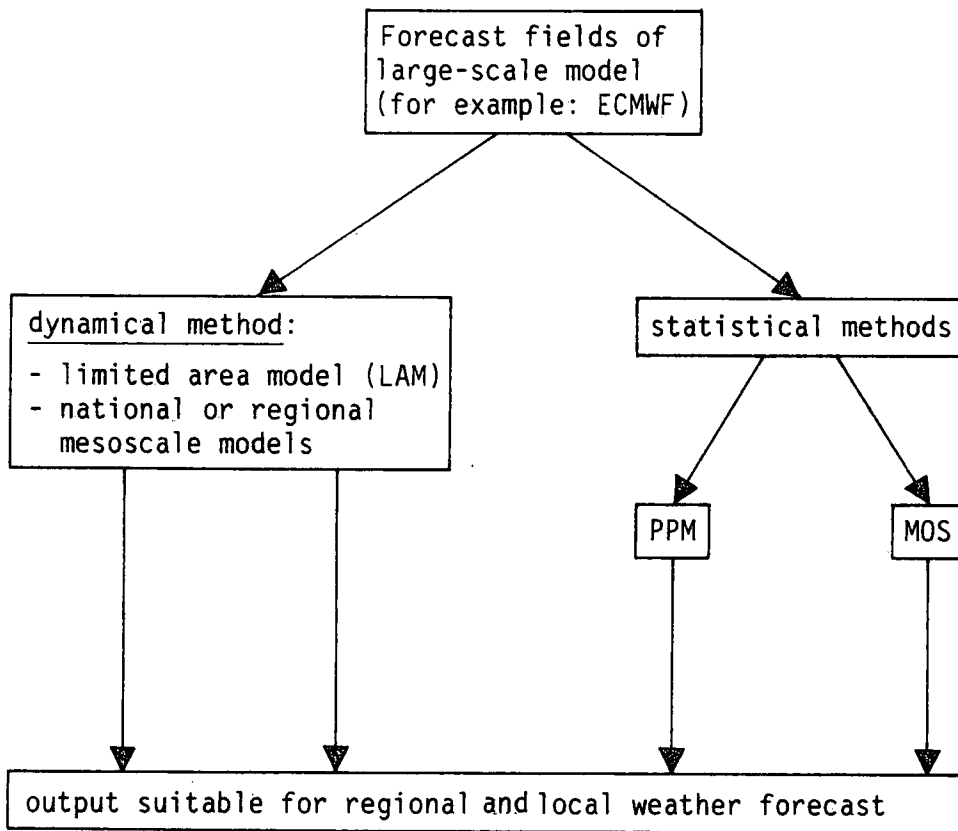 Forecast fields of
large-scale model
(for example: ECMWF)
dynamical method:
- limited area model (LAM)
- national or regional
mesoscale models
statistical methods
PPM
MOS
output suitable for regional and local weather forecast